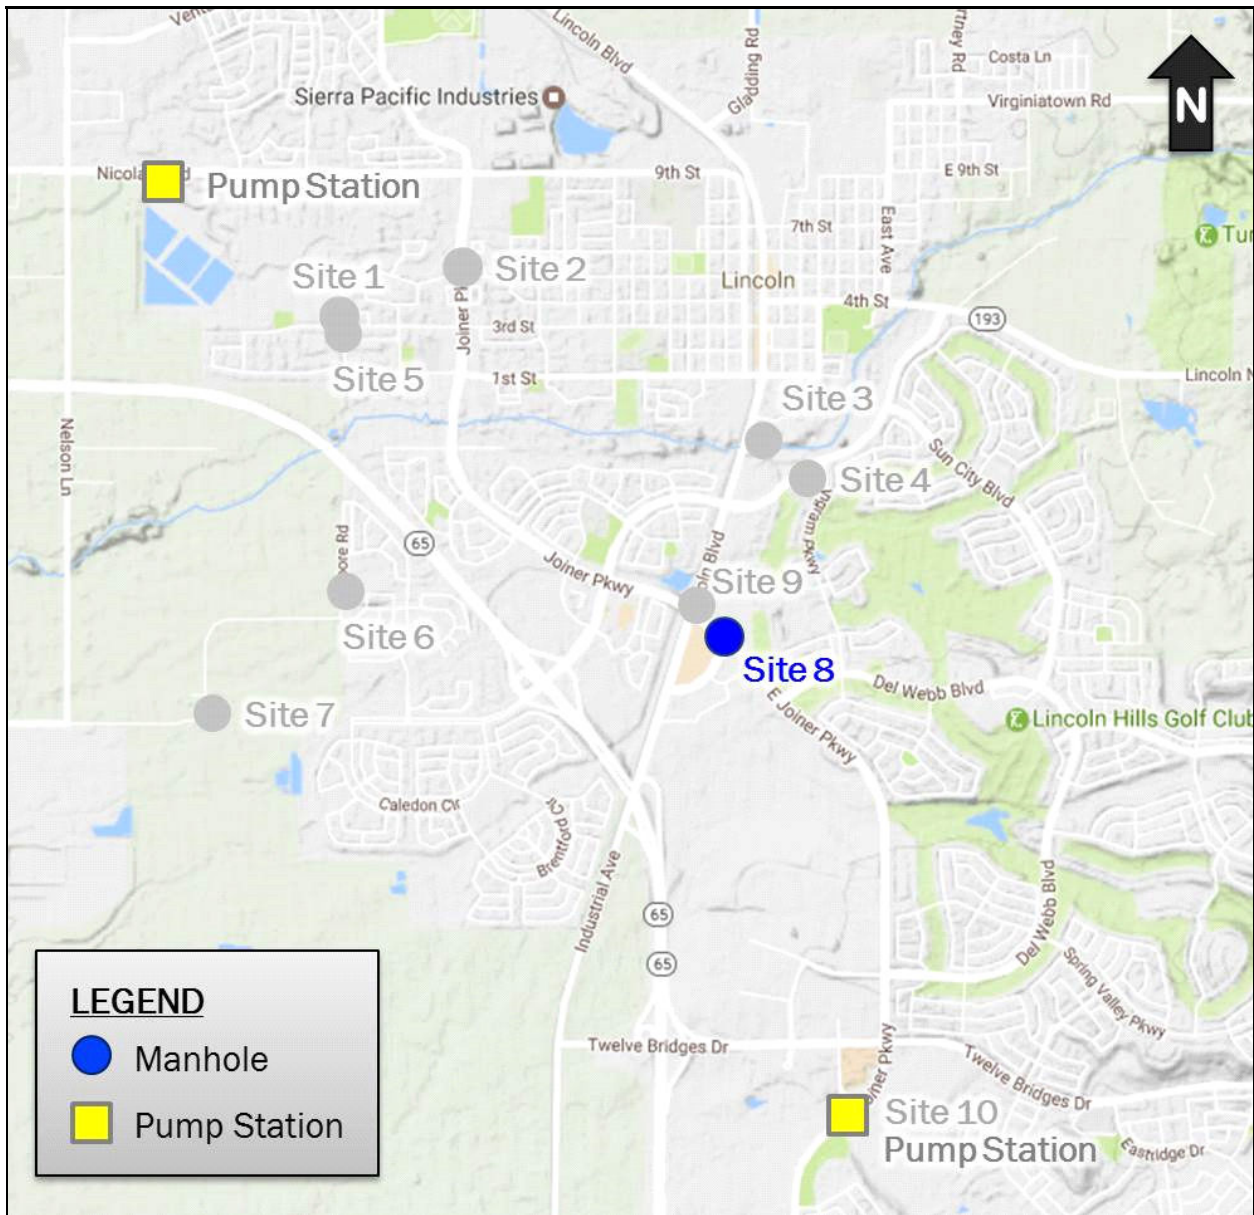 Lincoln Blvd
Gladding Rd
Costa Ln
Sierra Pacific Industries
Virginiatown Rd
N
9th St
E 9th St
Pump Station
7th St
East Ave
Site 1
Site 2
Lincoln
4th St
193
3rd St
Site 5
1st St
Site 3
Nelson Ln
Sun City Blvd
Site 4
65
Joiner Pkwy
Site 9
Site 6
Site 8
Del Webb Blvd
E Joiner Pkwy
Site 7
Lincoln Hills Golf Club
Caledon Cir
Brentford Cir
Industrial Ave
65
Del Webb Blvd
65
Spring Valley Pkwy
LEGEND
Manhole
Pump Station
Twelve Bridges Dr
Twelve Bridges Dr
Site 10
Pump Station
Eastridge Dr